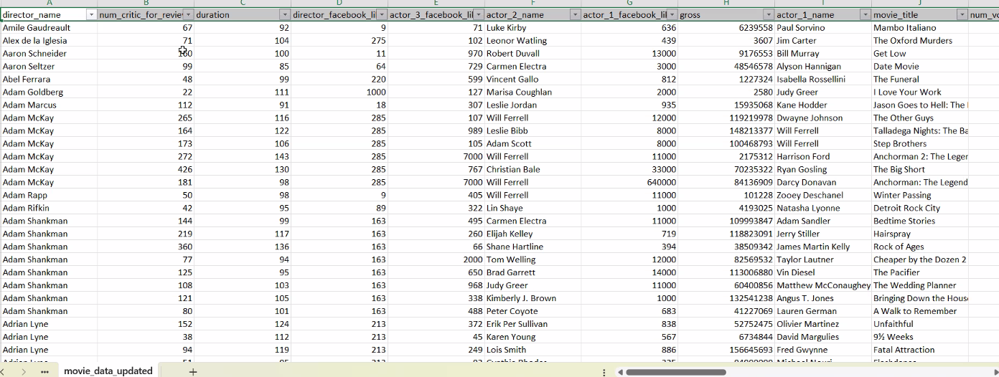 A B C D E F G H I J
director_name num_critic_for_revie duration director_facebook_li actor_3_facebook_lil actor_2_name actor_1_facebook_lil gross actor_1_name movie_title num_vo
Amile Gaudreault 67 92 9 71 Luke Kirby 636 6239558 Paul Sorvino Mambo Italiano
Alex de la Iglesia 71 104 275 102 Leonor Watling 439 3607 Jim Carter The Oxford Murders
Aaron Schneider 160 100 11 970 Robert Duvall 13000 9176553 Bill Murray Get Low
Aaron Seltzer 99 85 64 729 Carmen Electra 3000 48546578 Alyson Hannigan Date Movie
Abel Ferrara 48 99 220 599 Vincent Gallo 812 1227324 Isabella Rossellini The Funeral
Adam Goldberg 22 111 1000 127 Marisa Coughlan 2000 2580 Judy Greer I Love Your Work
Adam Marcus 112 91 18 307 Leslie Jordan 935 15935068 Kane Hodder Jason Goes to Hell: The
Adam McKay 265 116 285 107 Will Ferrell 12000 119219978 Dwayne Johnson The Other Guys
Adam McKay 164 122 285 989 Leslie Bibb 8000 148213377 Will Ferrell Talladega Nights: The Ba
Adam McKay 173 106 285 105 Adam Scott 8000 100468793 Will Ferrell Step Brothers
Adam McKay 272 143 285 7000 Will Ferrell 11000 2175312 Harrison Ford Anchorman 2: The Leger
Adam McKay 426 130 285 767 Christian Bale 33000 70235322 Ryan Gosling The Big Short
Adam McKay 181 98 285 7000 Will Ferrell 640000 84136909 Darcy Donavan Anchorman: The Legend
Adam Rapp 50 98 9 405 Will Ferrell 11000 101228 Zooey Deschanel Winter Passing
Adam Rifkin 42 95 89 322 Lin Shaye 1000 4193025 Natasha Lyonne Detroit Rock City
Adam Shankman 144 99 163 495 Carmen Electra 11000 109993847 Adam Sandler Bedtime Stories
Adam Shankman 219 117 163 260 Elijah Kelley 719 118823091 Jerry Stiller Hairspray
Adam Shankman 360 136 163 66 Shane Hartline 394 38509342 James Martin Kelly Rock of Ages
Adam Shankman 77 94 163 2000 Tom Welling 12000 82569532 Taylor Lautner Cheaper by the Dozen 2
Adam Shankman 125 95 163 650 Brad Garrett 14000 113006880 Vin Diesel The Pacifier
Adam Shankman 108 103 163 968 Judy Greer 11000 60400856 Matthew McConaughey The Wedding Planner
Adam Shankman 121 105 163 338 Kimberly J. Brown 1000 132541238 Angus T. Jones Bringing Down the Hous
Adam Shankman 80 101 163 488 Peter Coyote 683 41227069 Lauren German A Walk to Remember
Adrian Lyne 152 124 213 372 Erik Per Sullivan 838 52752475 Olivier Martinez Unfaithful
Adrian Lyne 38 112 213 45 Karen Young 567 6734844 David Margulies 9½ Weeks
Adrian Lyne 94 119 213 249 Lois Smith 886 156645693 Fred Gwynne Fatal Attraction
movie_data_updated